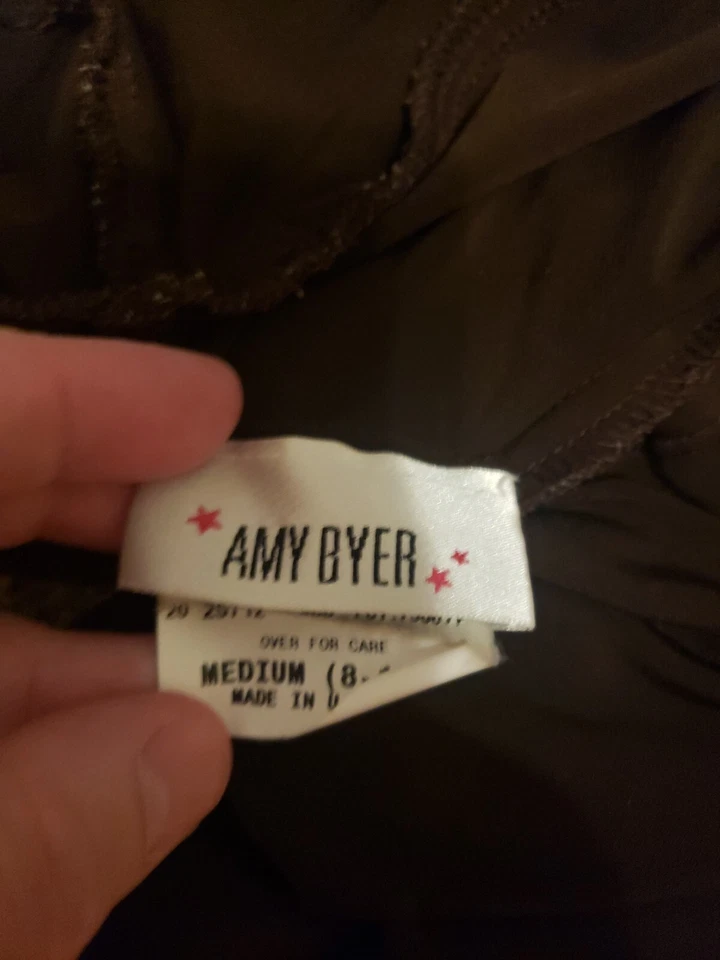 AMY BYER
OVER FOR CARE
MEDIUM (8-
MADE IN U